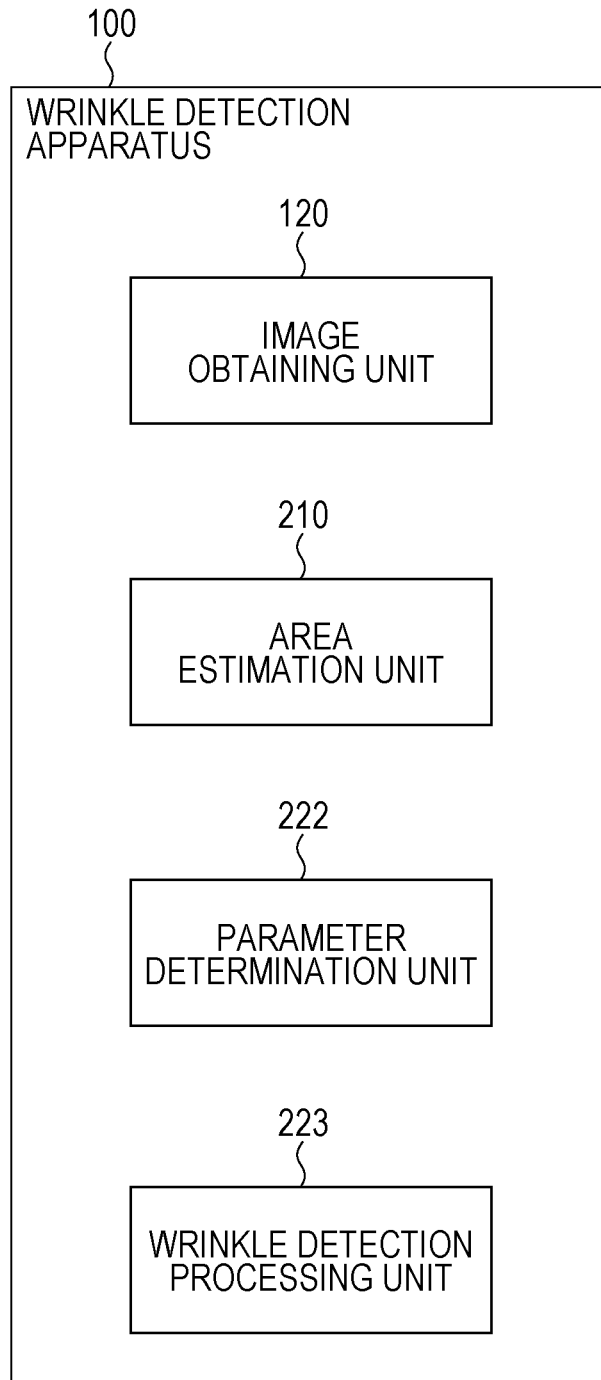 100
WRINKLE DETECTION
APPARATUS
120
IMAGE
OBTAINING UNIT
210
AREA
ESTIMATION UNIT
222
PARAMETER
DETERMINATION UNIT
223
WRINKLE DETECTION
PROCESSING UNIT